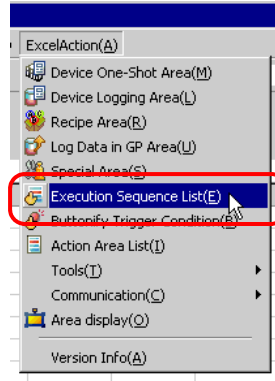 ExcelAction(A)
Device One-Shot Area(M)
Device Logging Area(L)
Recipe Area(R)
Log Data in GP Area(U)
Special Area(S)
Execution Sequence List(E)
Buttonify Trigger Condition(B)
Action Area List(I)
Tools(T)
Communication(C)
Area display(O)
Version Info(A)